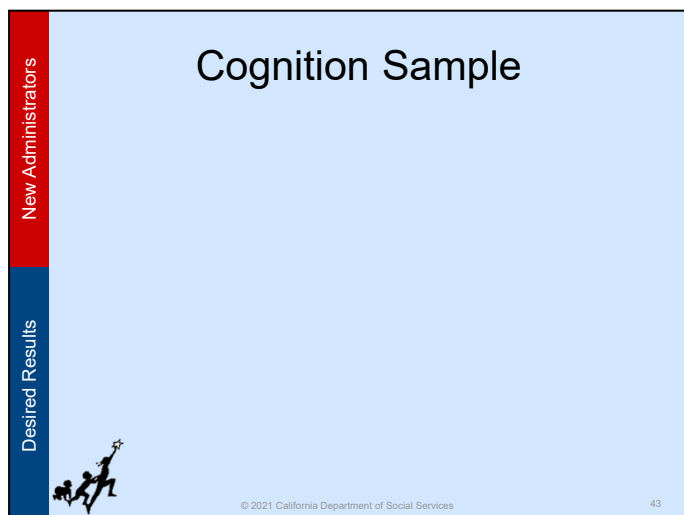 Cognition Sample
New Administrators
Desired Results
© 2021 California Department of Social Services
43